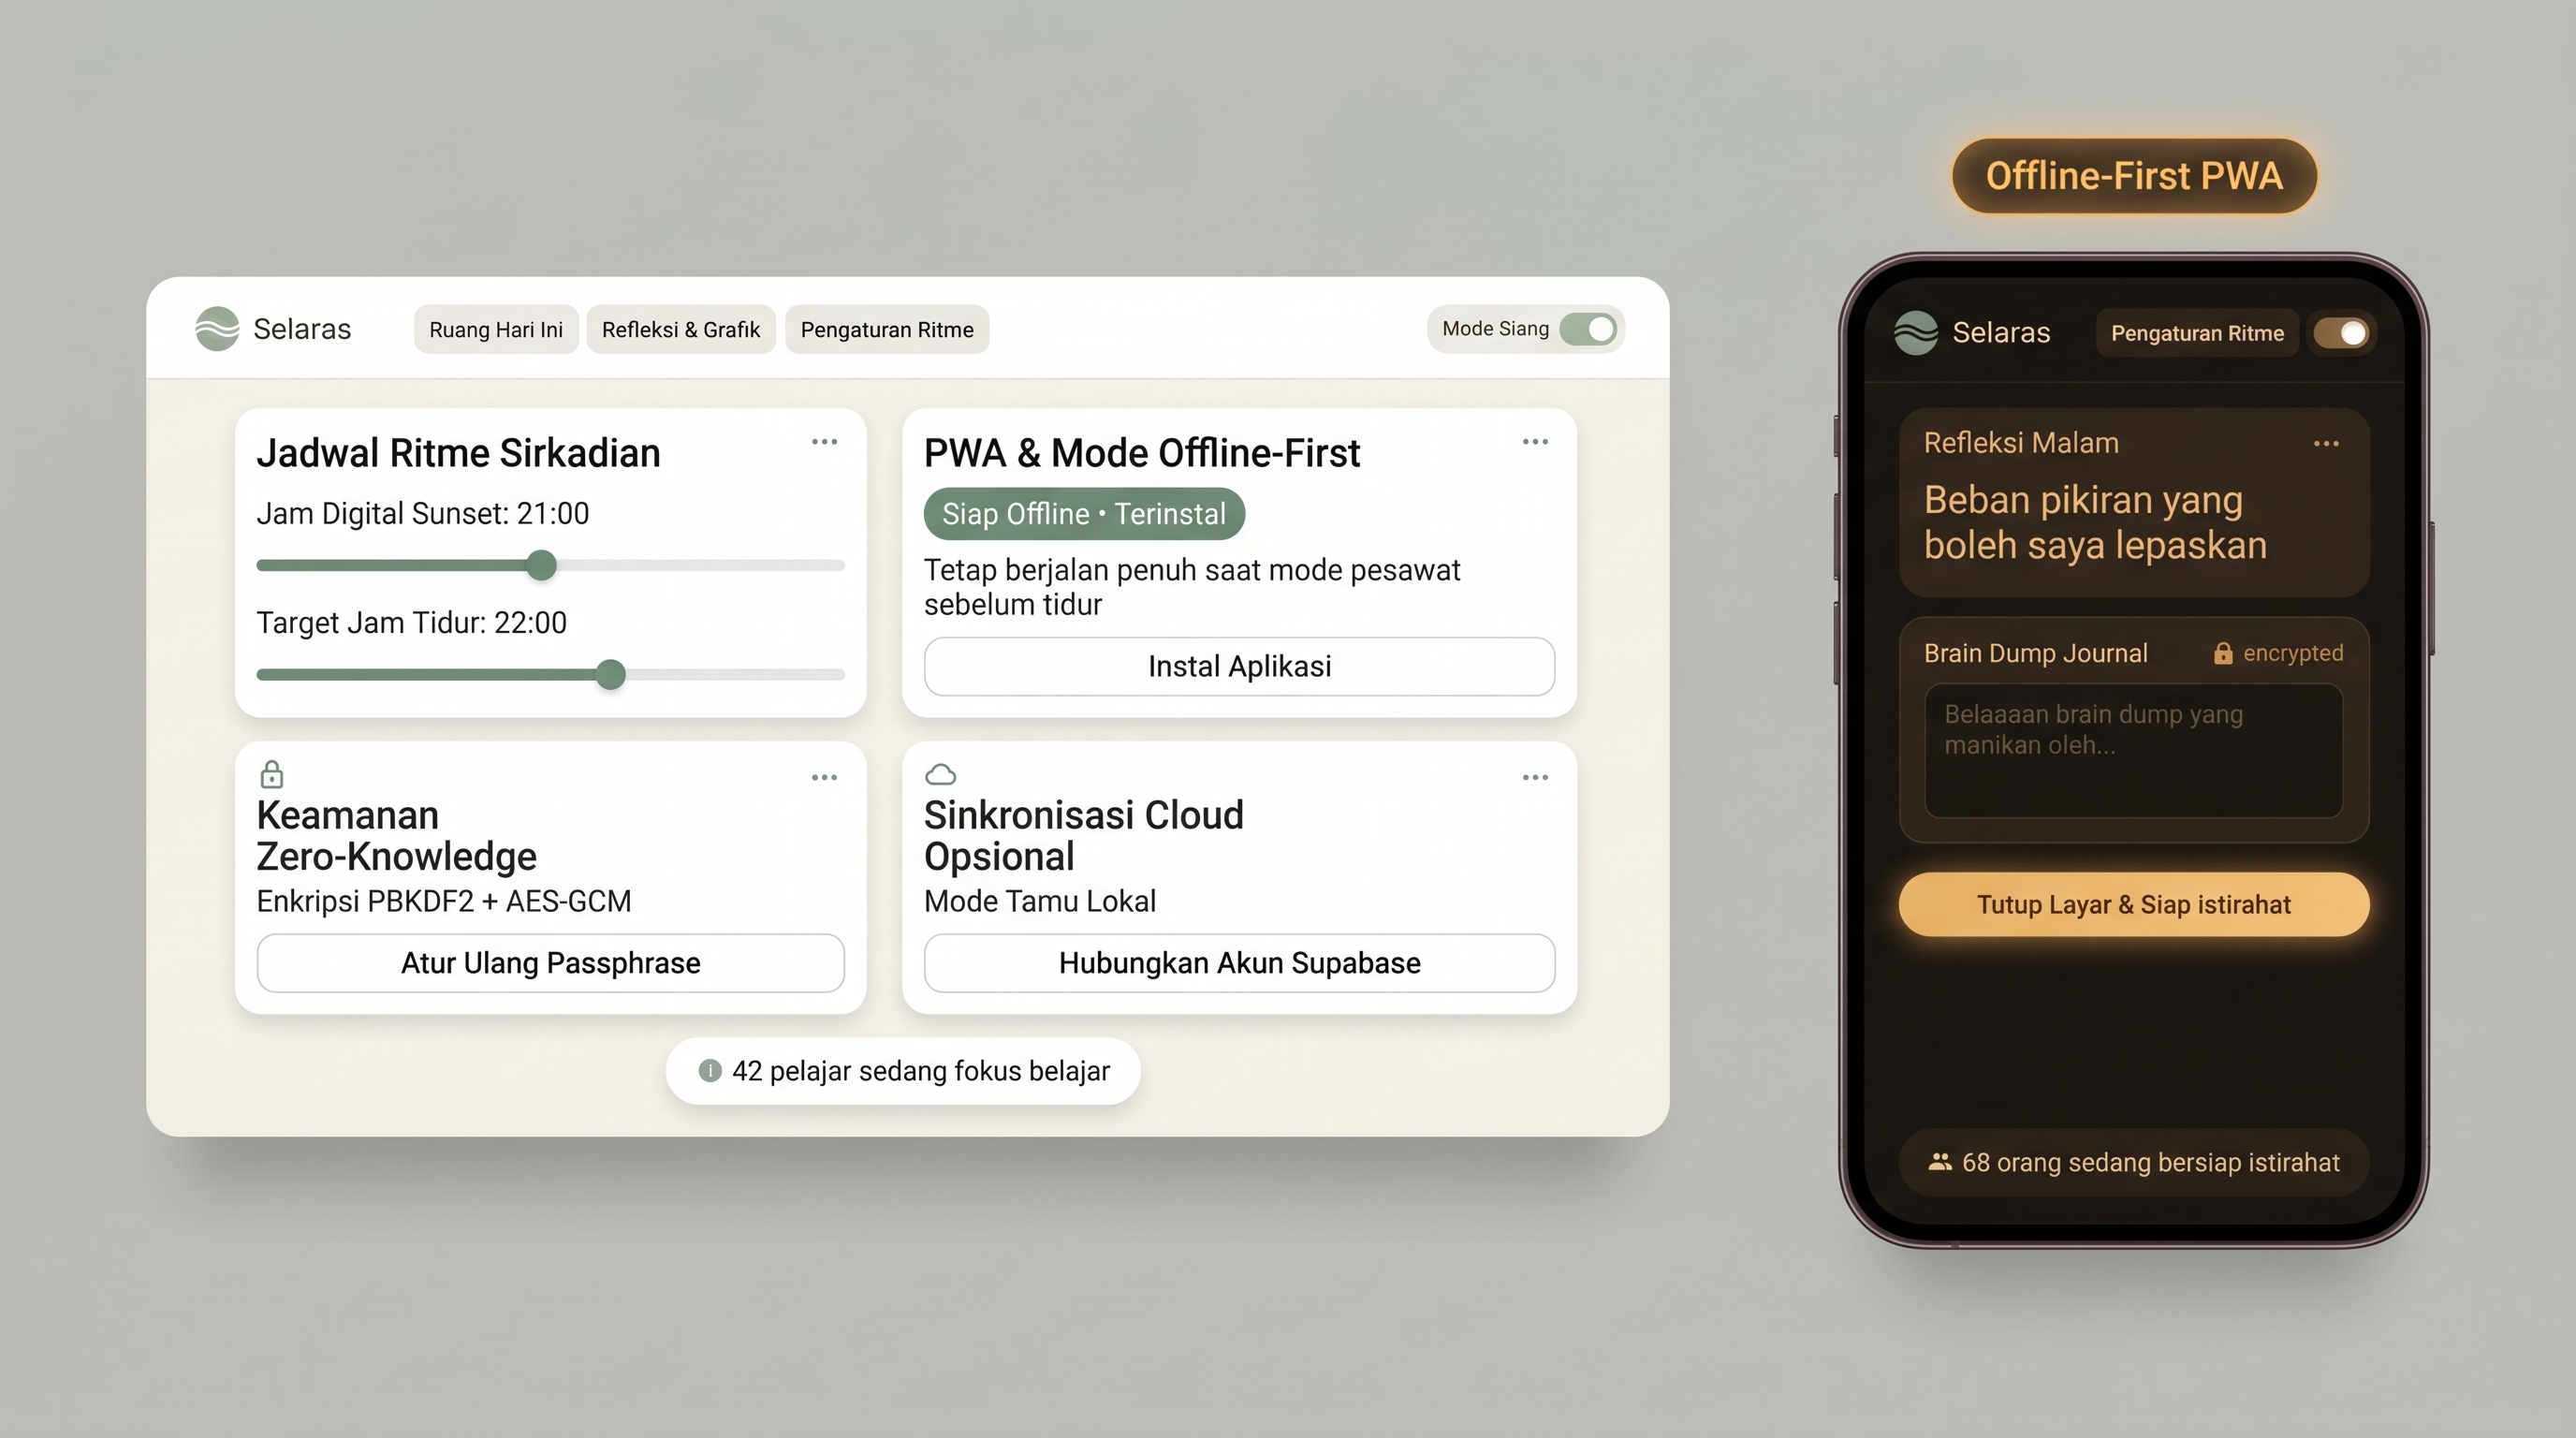 Offline-First PWA
Selaras
Ruang Hari Ini
Refleksi & Grafik
Pengaturan Ritme
Mode Siang
Jadwal Ritme Sirkadian
Jam Digital Sunset: 21:00
Target Jam Tidur: 22:00
PWA & Mode Offline-First
Siap Offline • Terinstal
Tetap berjalan penuh saat mode pesawat
sebelum tidur
Instal Aplikasi
Keamanan
Zero-Knowledge
Enkripsi PBKDF2 + AES-GCM
Atur Ulang Passphrase
Sinkronisasi Cloud
Opsional
Mode Tamu Lokal
Hubungkan Akun Supabase
42 pelajar sedang fokus belajar
Selaras
Pengaturan Ritme
Refleksi Malam
Beban pikiran yang
boleh saya lepaskan
Brain Dump Journal
encrypted
Belaaaan brain dump yang
manikan oleh...
Tutup Layar & Siap istirahat
68 orang sedang bersiap istirahat